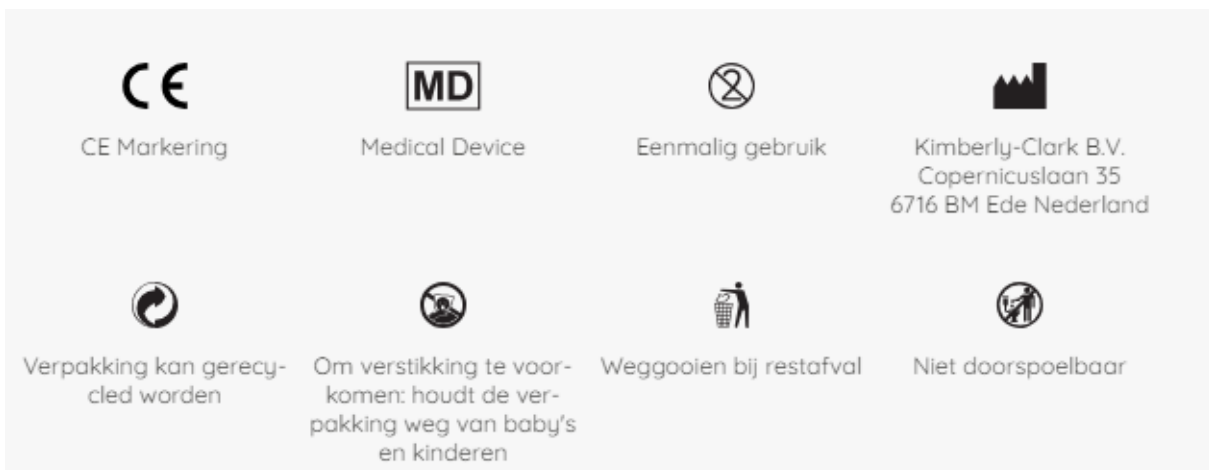 CE
MD
2
CE Markering
Medical Device
Eenmalig gebruik
Kimberly-Clark B.V.
Copernicuslaan 35
6716 BM Ede Nederland
Verpakking kan gerecy-
cled worden
Om verstikking te voor-
komen: houdt de ver-
pakking weg van baby's
en kinderen
Weggooien bij restafval
Niet doorspoelbaar